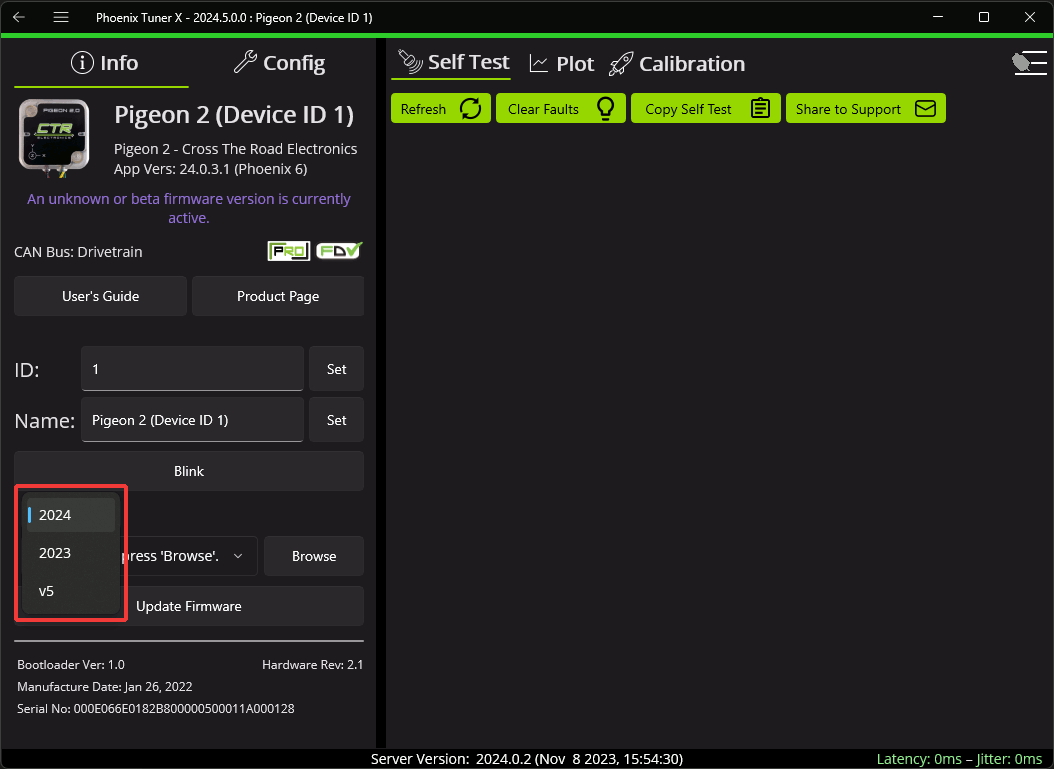 Phoenix Tuner X - 2024.5.0.0 : Pigeon 2 (Device ID 1)
Info
Config
Self Test
Plot
Calibration
Refresh
Clear Faults
Copy Self Test
Share to Support
PIGEON 2.0
CTR
ELECTRONICS
Pigeon 2 (Device ID 1)
Pigeon 2 - Cross The Road Electronics
App Vers: 24.0.3.1 (Phoenix 6)
An unknown or beta firmware version is currently
active.
CAN Bus: Drivetrain
PRO
FD
User's Guide
Product Page
ID:
1
Set
Name:
Pigeon 2 (Device ID 1)
Set
Blink
2024
2023
v5
press 'Browse'.
Browse
Update Firmware
Bootloader Ver: 1.0
Hardware Rev: 2.1
Manufacture Date: Jan 26, 2022
Serial No: 000E066E0182B800000500011A000128
Server Version: 2024.0.2 (Nov 8 2023, 15:54:30)
Latency: 0ms – Jitter: 0ms